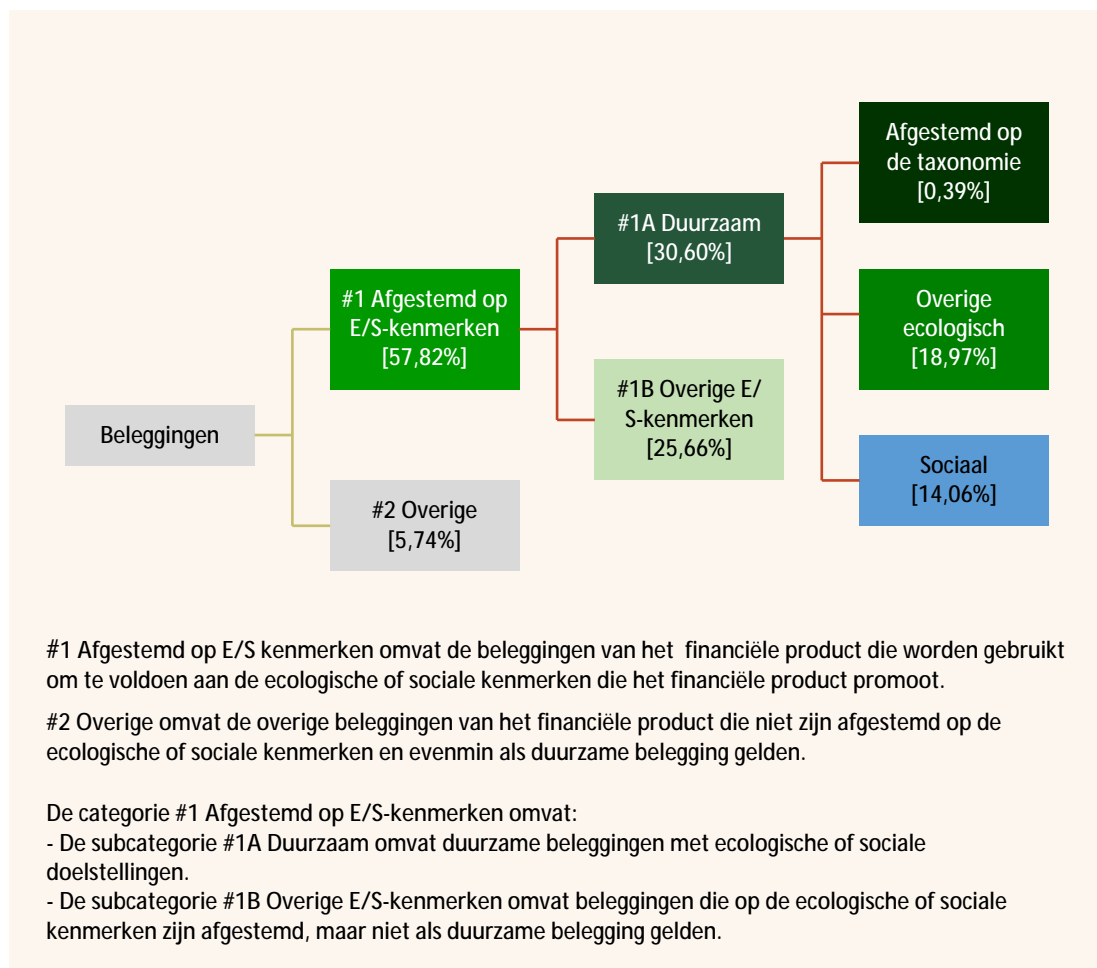 Beleggingen
#1 Afgestemd op
E/S-kenmerken
[57,82%]
#2 Overige
[5,74%]
#1A Duurzaam
[30,60%]
#1B Overige E/
S-kenmerken
[25,66%]
Afgestemd op
de taxonomie
[0,39%]
Overige
ecologisch
[18,97%]
Sociaal
[14,06%]
#1 Afgestemd op E/S kenmerken omvat de beleggingen van het  financiële product die worden gebruikt
om te voldoen aan de ecologische of sociale kenmerken die het financiële product promoot.
#2 Overige omvat de overige beleggingen van het financiële product die niet zijn afgestemd op de
ecologische of sociale kenmerken en evenmin als duurzame belegging gelden.
De categorie #1 Afgestemd op E/S-kenmerken omvat:
- De subcategorie #1A Duurzaam omvat duurzame beleggingen met ecologische of sociale
doelstellingen.
- De subcategorie #1B Overige E/S-kenmerken omvat beleggingen die op de ecologische of sociale
kenmerken zijn afgestemd, maar niet als duurzame belegging gelden.